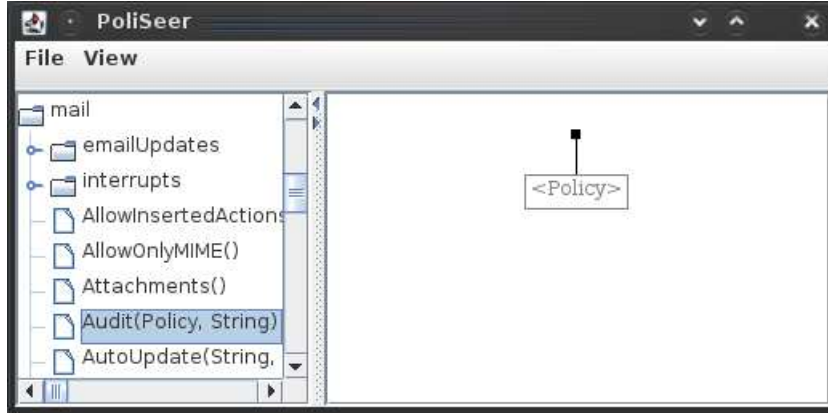 PoliSeer
File View
mail
emailUpdates
interrupts
AllowInsertedActions
AllowOnlyMIME()
Attachments()
Audit(Policy, String)
AutoUpdate(String,
<Policy>